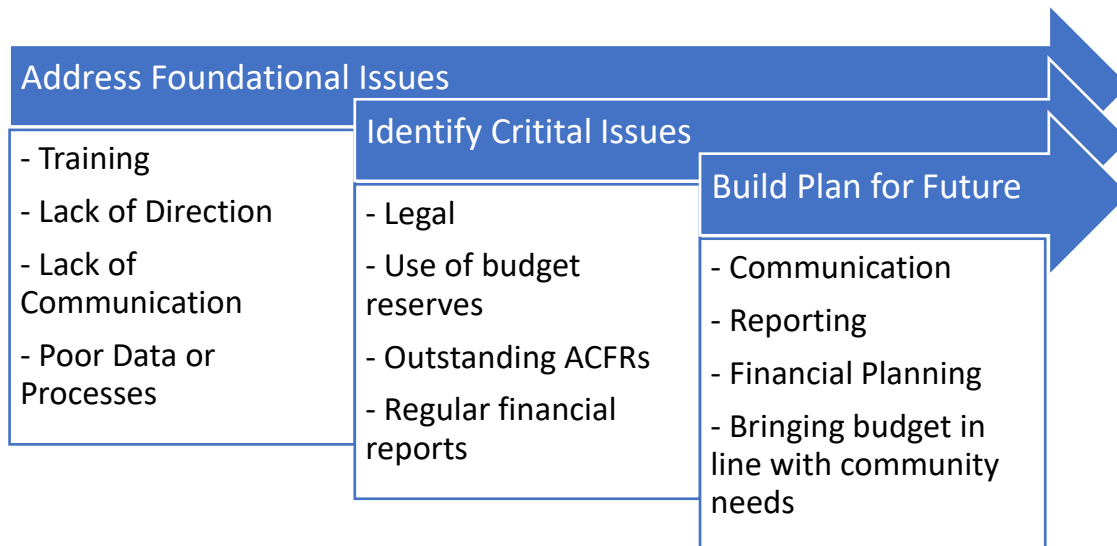 Address Foundational Issues
- Training
- Lack of Direction
- Lack of
Communication
- Poor Data or
Processes
Identify Critital Issues
- Legal
- Use of budget
reserves
- Outstanding ACFRs
- Regular financial
reports
Build Plan for Future
- Communication
- Reporting
- Financial Planning
- Bringing budget in
line with community
needs